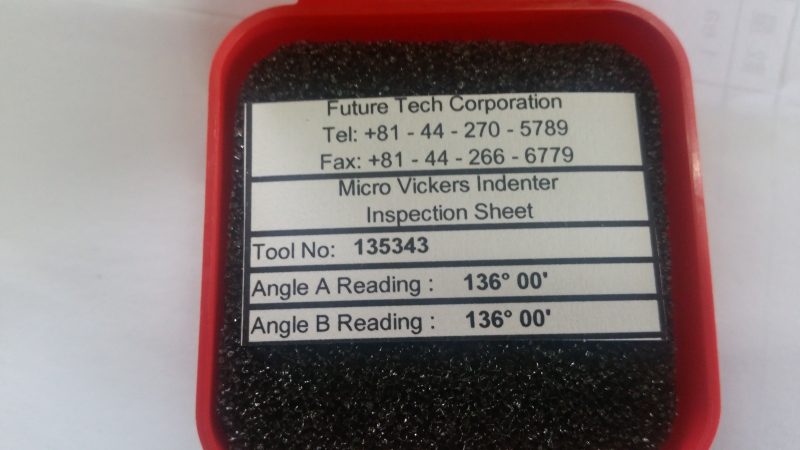 Future Tech Corporation
Tel: +81 - 44 - 270 - 5789
Fax: +81 - 44 - 266 - 6779
Micro Vickers Indenter
Inspection Sheet
Tool No: 135343
Angle A Reading : 136° 00'
Angle B Reading : 136° 00'